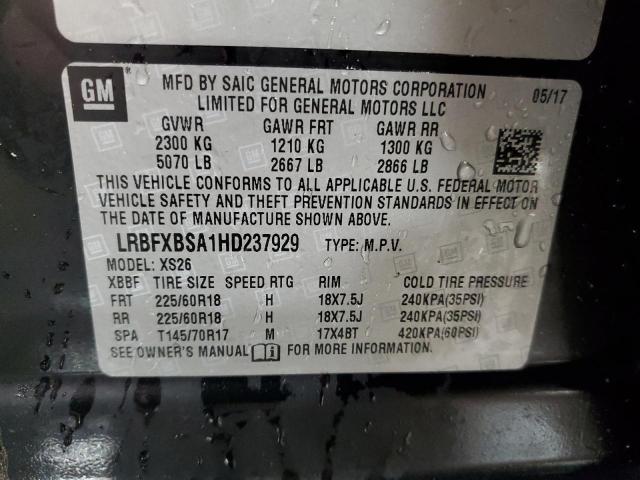 GM
MFD BY SAIC GENERAL MOTORS CORPORATION 05/17
LIMITED FOR GENERAL MOTORS LLC
GVWR GAWR FRT GAWR RR
2300 KG 1210 KG 1300 KG
5070 LB 2667 LB 2866 LB
THIS VEHICLE CONFORMS TO ALL APPLICABLE U.S. FEDERAL MOTOR
VEHICLE SAFETY AND THEFT PREVENTION STANDARDS IN EFFECT ON
THE DATE OF MANUFACTURE SHOWN ABOVE.
LRBFXBSA1HD237929 TYPE: M.P.V.
MODEL: XS26
XBBF TIRE SIZE SPEED RTG RIM COLD TIRE PRESSURE
FRT 225/60R18 H 18X7.5J 240KPA(35PSI)
RR 225/60R18 H 18X7.5J 240KPA(35PSI)
SPA T145/70R17 M 17X4BT 420KPA(60PSI)
SEE OWNER'S MANUAL FOR MORE INFORMATION.